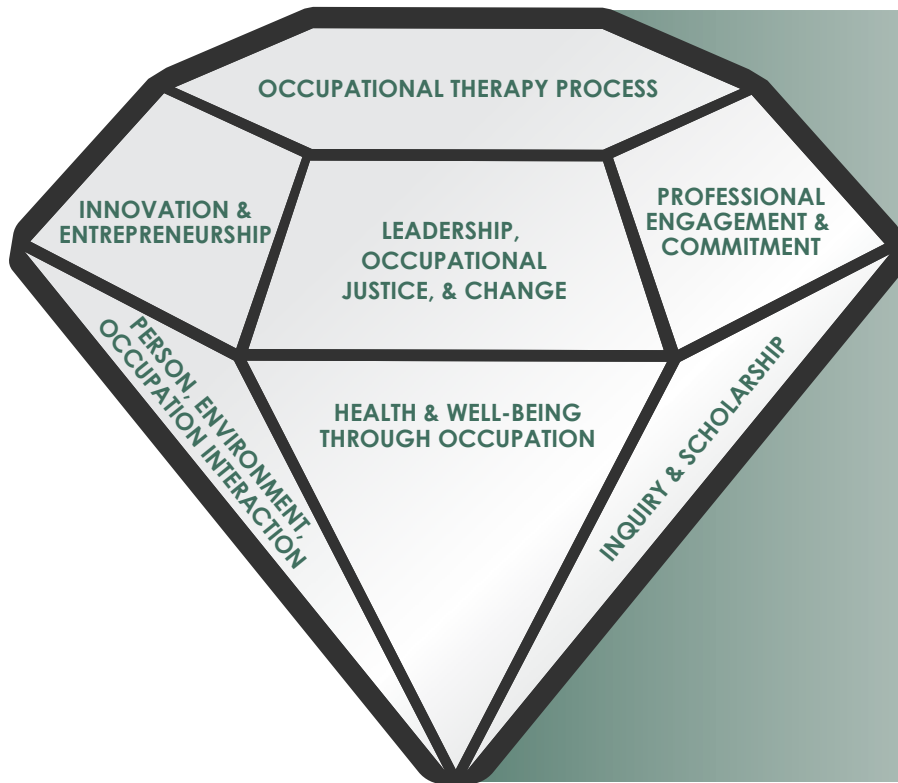 OCCUPATIONAL THERAPY PROCESS
INNOVATION &
ENTREPRENEURSHIP
LEADERSHIP,
OCCUPATIONAL
JUSTICE, & CHANGE
PROFESSIONAL
ENGAGEMENT &
COMMITMENT
PERSON, ENVIRONMENT,
OCCUPATION INTERACTION
HEALTH & WELL-BEING
THROUGH OCCUPATION
INQUIRY & SCHOLARSHIP